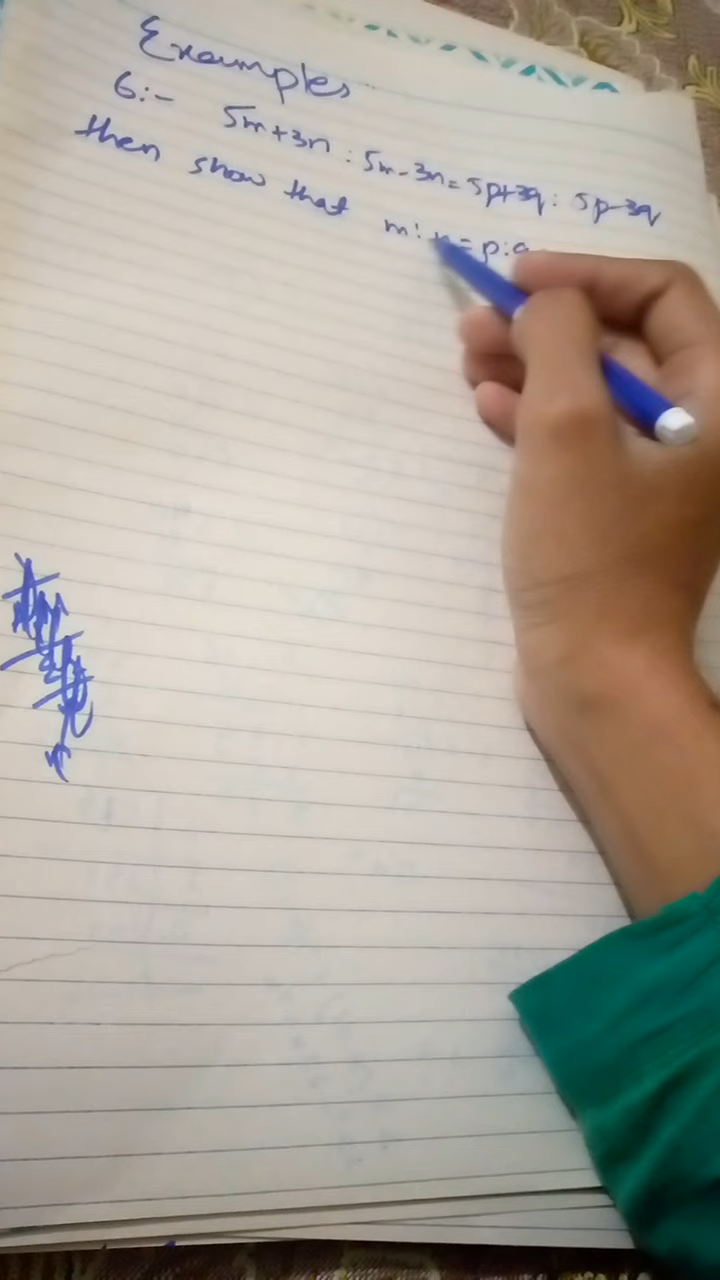 Examples
6:- 5m+3n : 5m-3n=5p+3q : 5p-3q
then show that m:n=p:q